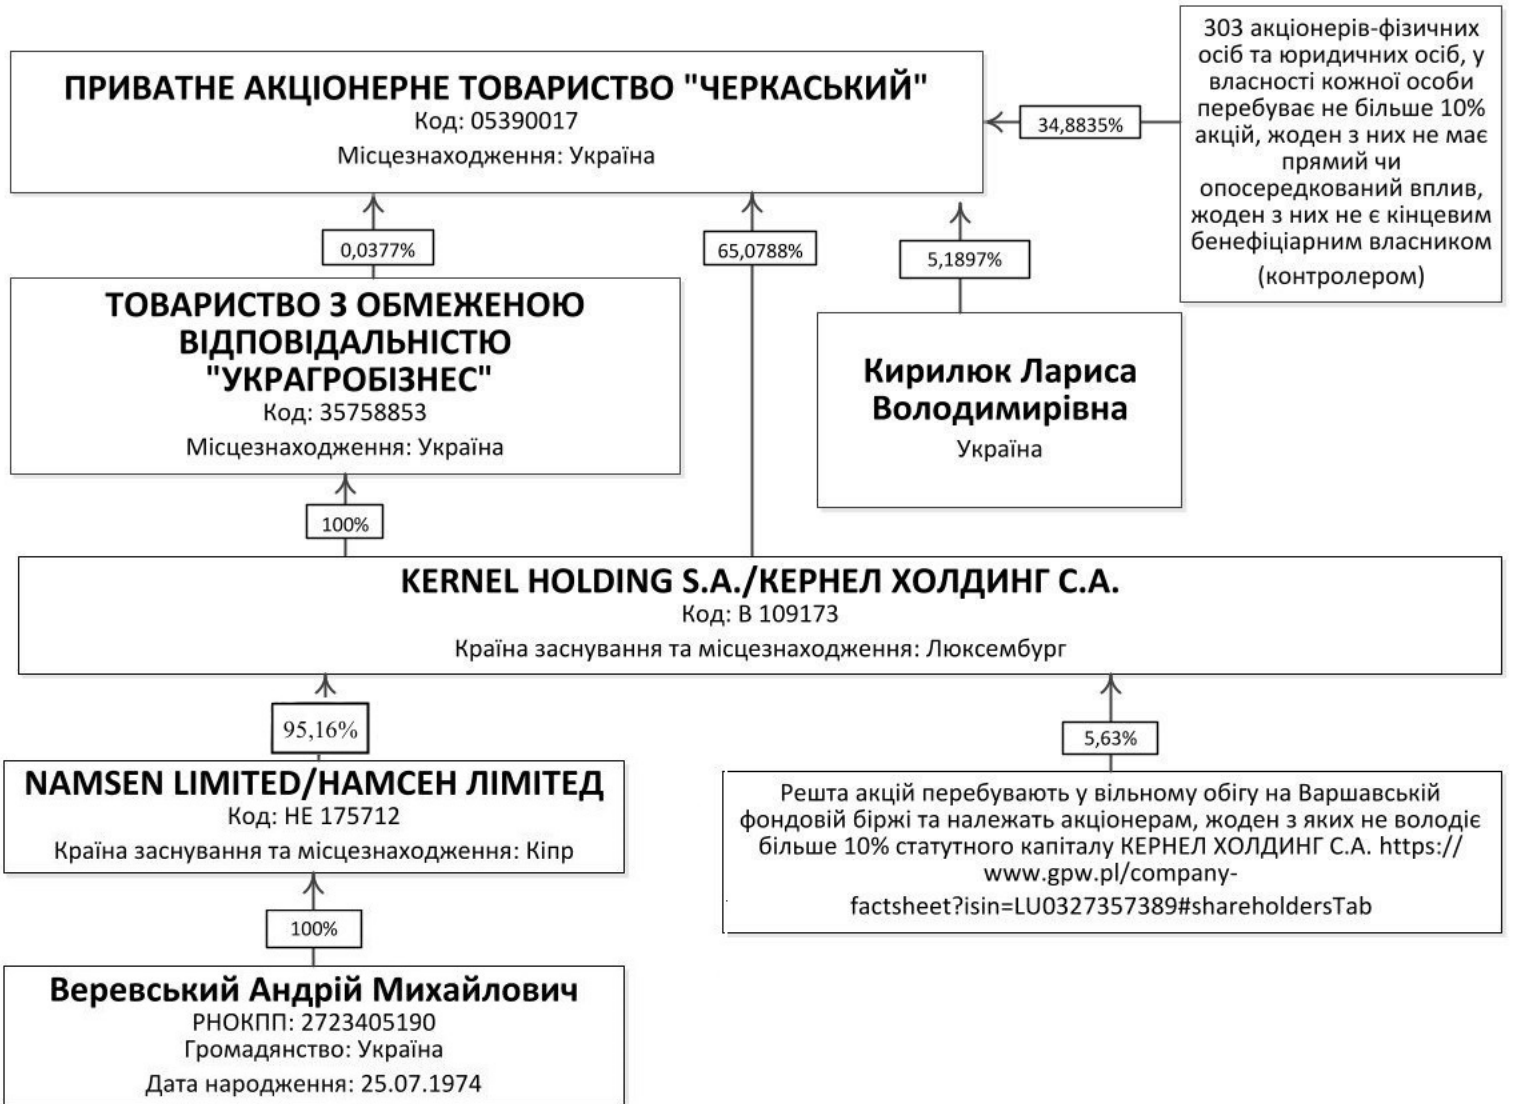 ПРИВАТНЕ АКЦІОНЕРНЕ ТОВАРИСТВО "ЧЕРКАСЬКИЙ"
Код: 05390017
Місцезнаходження: Україна
34,8835%
303 акціонерів-фізичних
осіб та юридичних осіб, у
власності кожної особи
перебуває не більше 10%
акцій, жоден з них не має
прямий чи
опосередкований вплив,
жоден з них не є кінцевим
бенефіціарним власником
(контролером)
0,0377%
65,0788%
5,1897%
ТОВАРИСТВО З ОБМЕЖЕНОЮ
ВІДПОВІДАЛЬНІСТЮ
"УКРАГРОБІЗНЕС"
Код: 35758853
Місцезнаходження: Україна
Кирилюк Лариса
Володимирівна
Україна
100%
KERNEL HOLDING S.A./КЕРНЕЛ ХОЛДИНГ С.А.
Код: B 109173
Країна заснування та місцезнаходження: Люксембург
95,16%
5,63%
NAMSEN LIMITED/НАМСЕН ЛІМІТЕД
Код: HE 175712
Країна заснування та місцезнаходження: Кіпр
Решта акцій перебувають у вільному обігу на Варшавській
фондовій біржі та належать акціонерам, жоден з яких не володіє
більше 10% статутного капіталу КЕРНЕЛ ХОЛДИНГ С.А. https://
www.gpw.pl/company-
factsheet?isin=LU0327357389#shareholdersTab
100%
Веревський Андрій Михайлович
РНОКПП: 2723405190
Громадянство: Україна
Дата народження: 25.07.1974